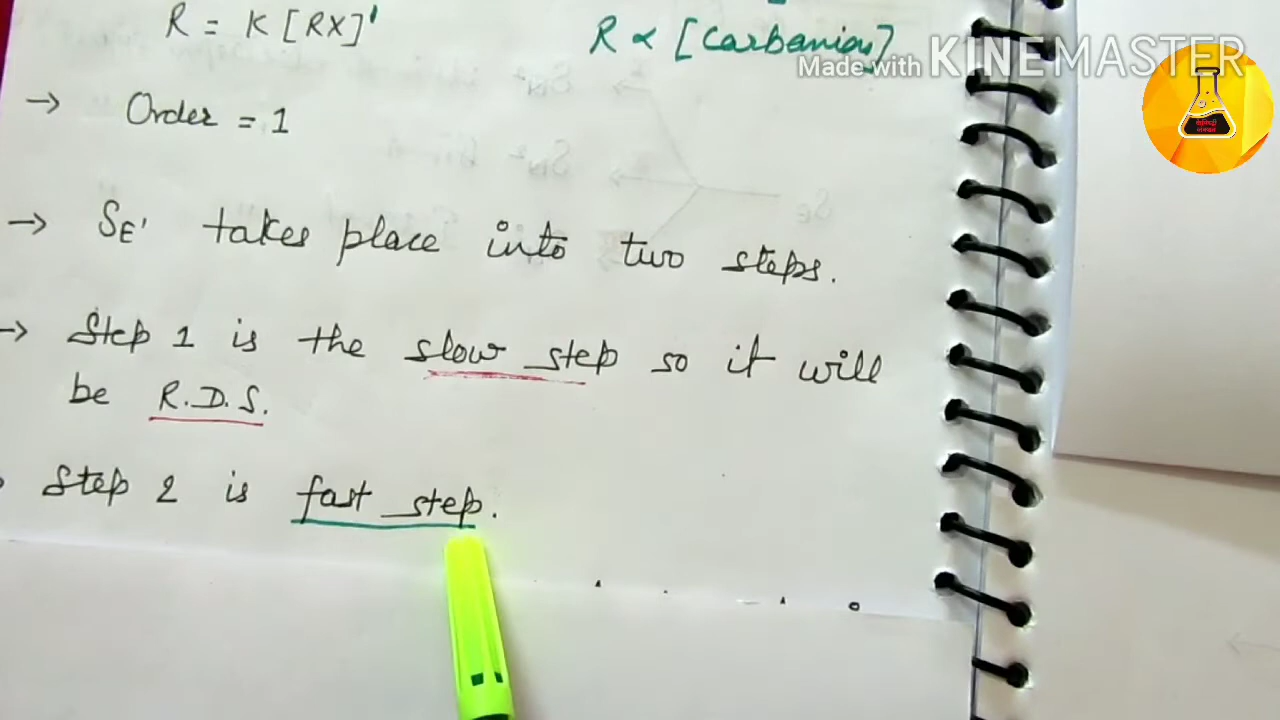 R = K [RX]'
R ∝ [Carbanion]
Made with KINEMASTER
→ Order = 1
→ SE' takes place into two steps.
→ Step 1 is the slow step so it will
be R.D.S.
Step 2 is fast step.